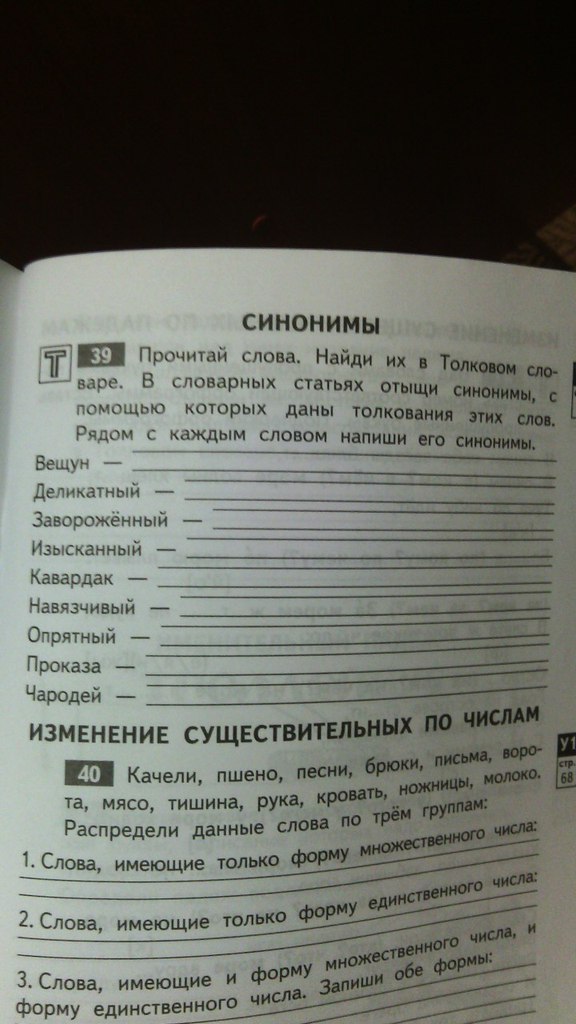 СИНОНИМЫ
Т 39 Прочитай слова. Найди их в Толковом сло-
варе. В словарных статьях отыщи синонимы, с
помощью которых даны толкования этих слов.
Рядом с каждым словом напиши его синонимы.
Вещун —
Деликатный —
Заворожённый —
Изысканный —
Кавардак —
Навязчивый —
Опрятный —
Проказа —
Чародей —
ИЗМЕНЕНИЕ СУЩЕСТВИТЕЛЬНЫХ ПО ЧИСЛАМ
У1
стр.
68
40 Качели, пшено, песни, брюки, письма, воро-
та, мясо, тишина, рука, кровать, ножницы, молоко.
Распредели данные слова по трём группам:
1. Слова, имеющие только форму множественного числа:
2. Слова, имеющие только форму единственного числа:
3. Слова, имеющие и форму множественного числа, и
форму единственного числа. Запиши обе формы: